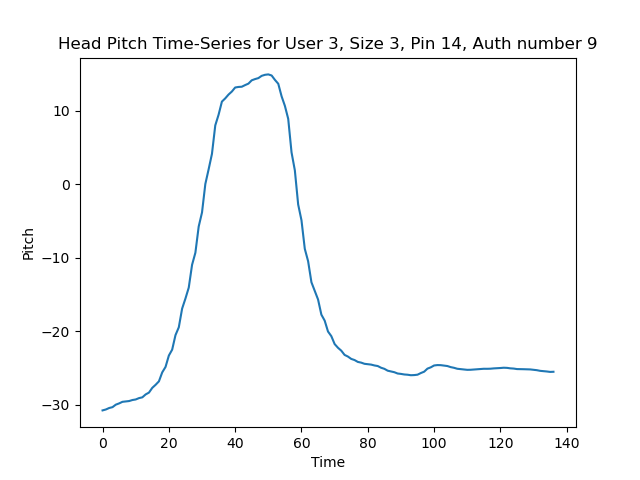 Head Pitch Time-Series for User 3, Size 3, Pin 14, Auth number 9
10
0
−10
−20
−30
Pitch
0 20 40 60 80 100 120 140
Time